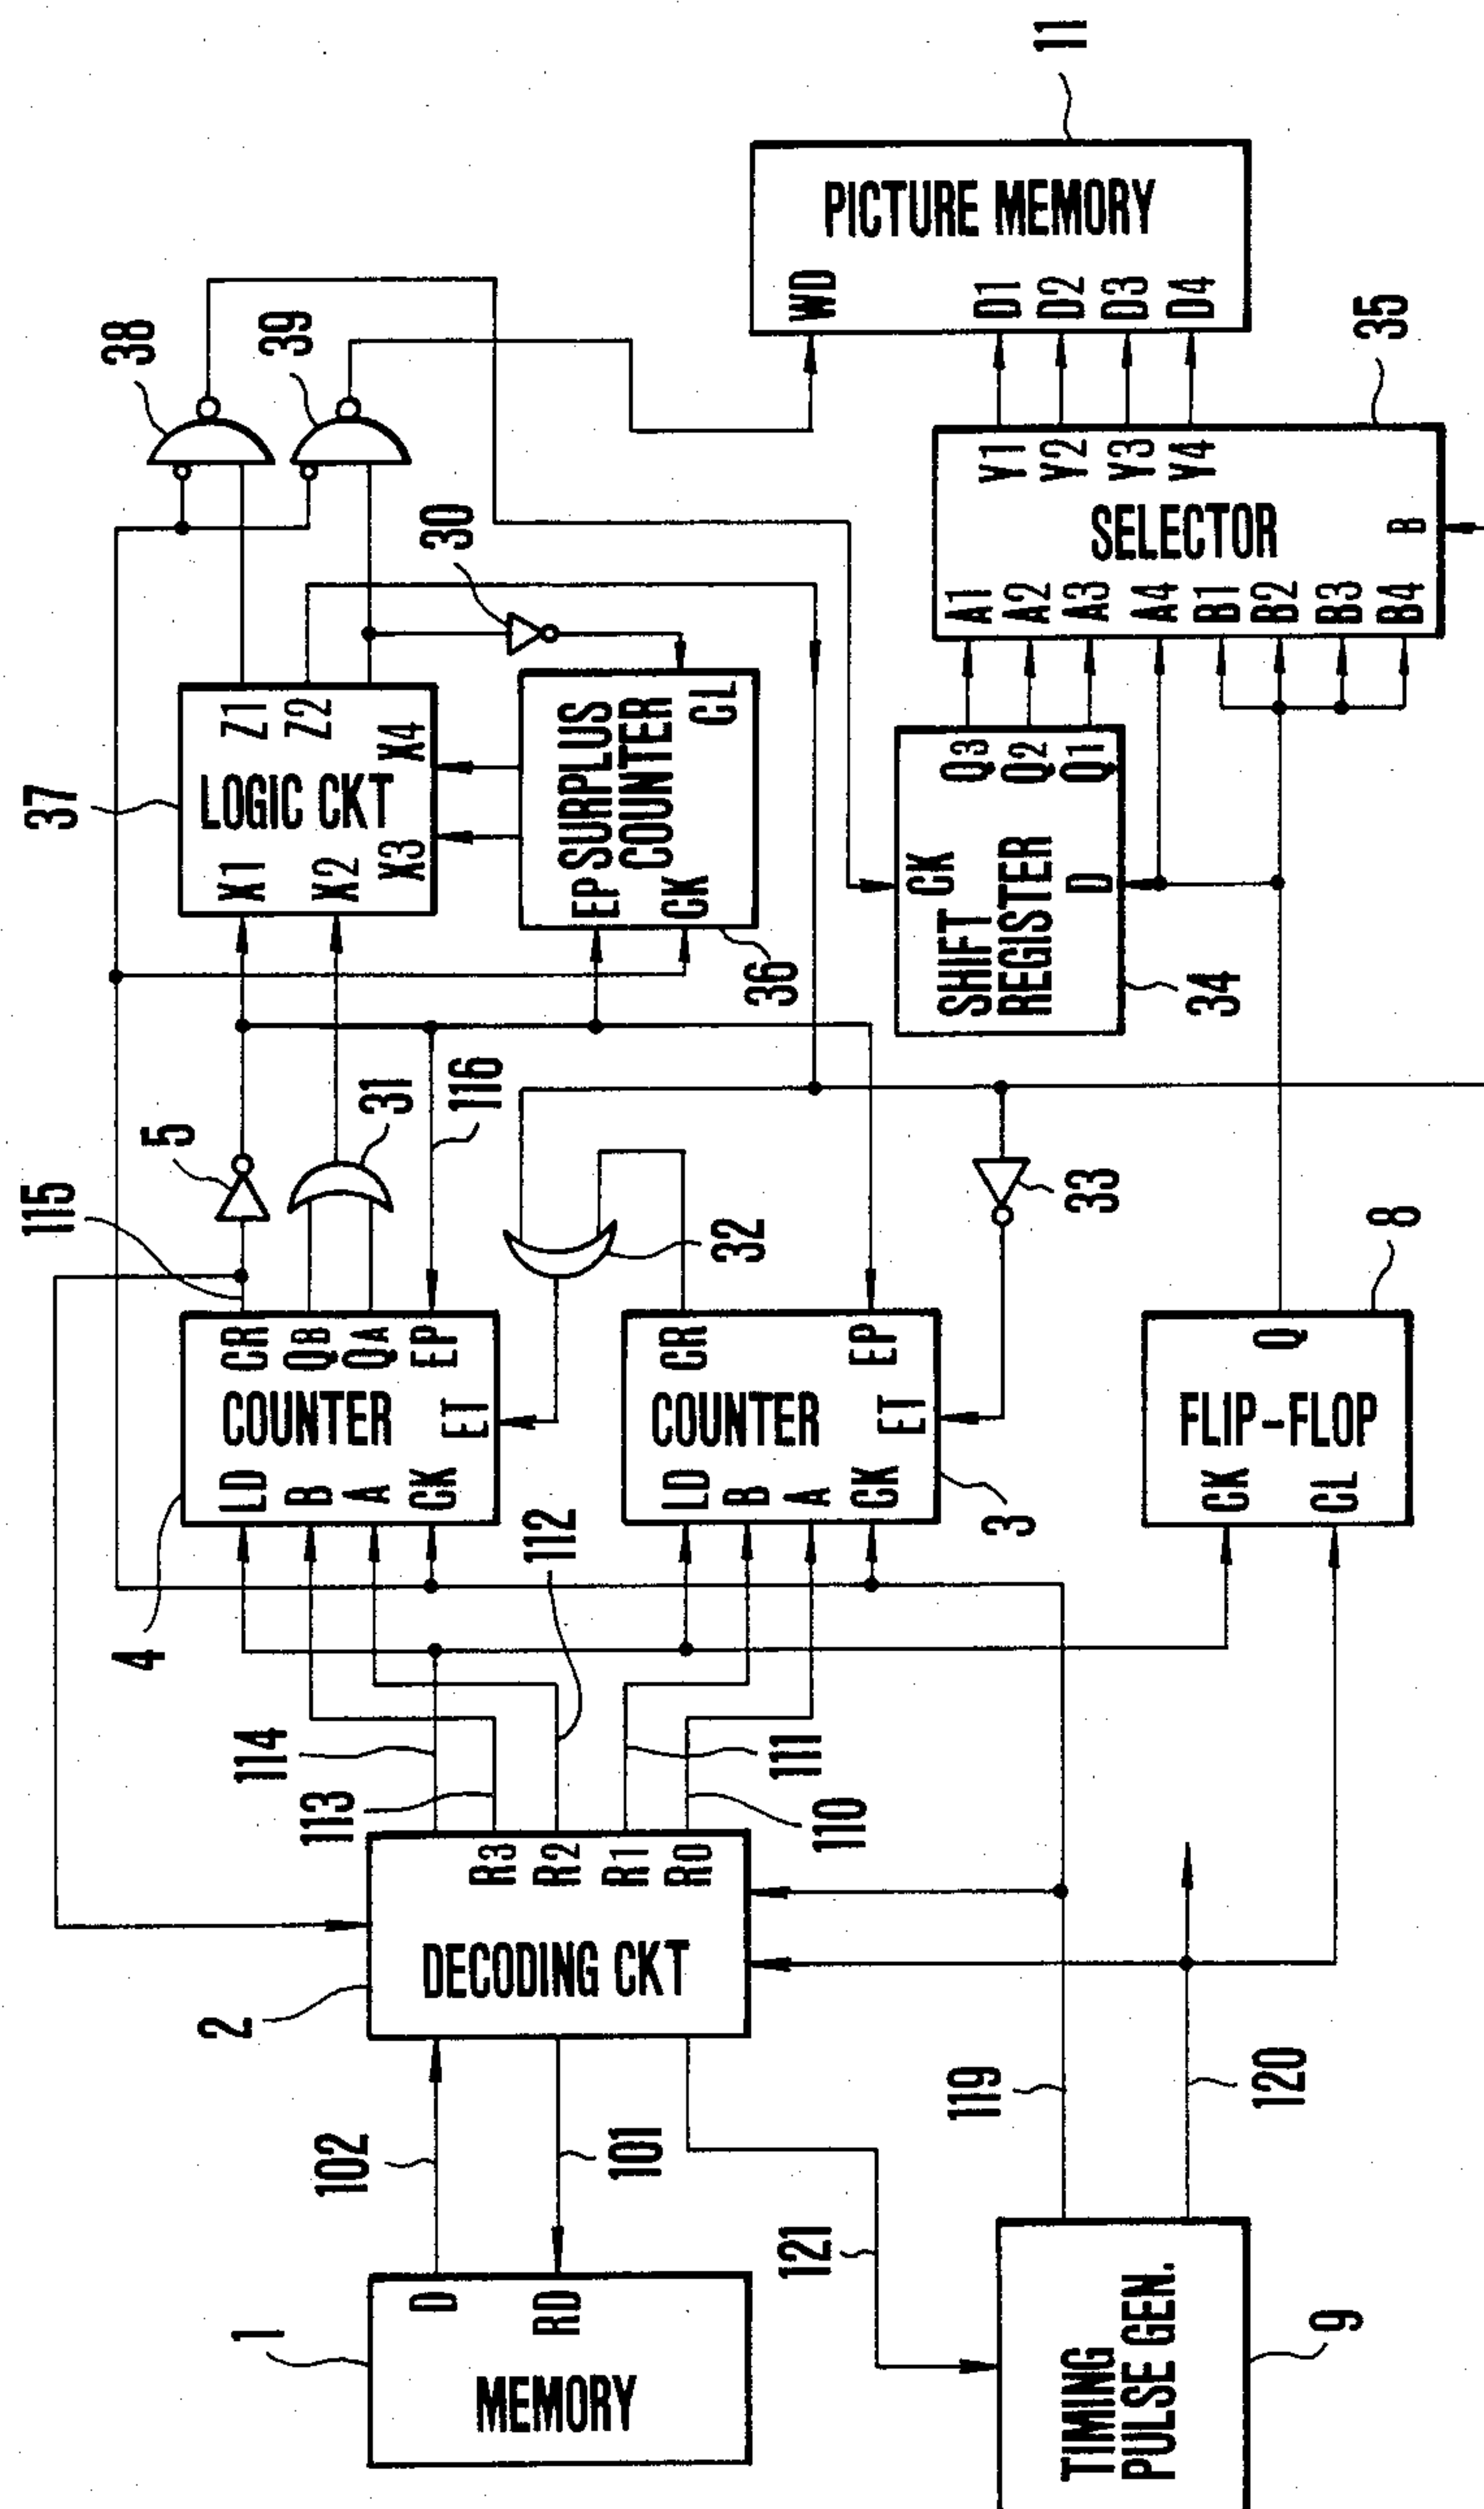 1
MEMORY
D
RD
102
101
2
DECODING CKT
R3
R2
R1
R0
114
113
112
111
110
121
TIMING
PULSE GEN.
9
119
120
4
COUNTER
LD
B
A
CK
CR
QB
QA
EP
ET
115
5
31
116
COUNTER
LD
B
A
CK
CR
EP
ET
3
32
33
FLIP-FLOP
CK
CL
Q
8
37
LOGIC CKT
X1
X2
X3
X4
Z1
Z2
SURPLUS
COUNTER
EP
CK
CL
36
30
38
39
SHIFT
REGISTER
CK
D
Q3
Q2
Q1
34
SELECTOR
A1
A2
A3
A4
B1
B2
B3
B4
Y1
Y2
Y3
Y4
B
35
PICTURE MEMORY
WD
D1
D2
D3
D4
11